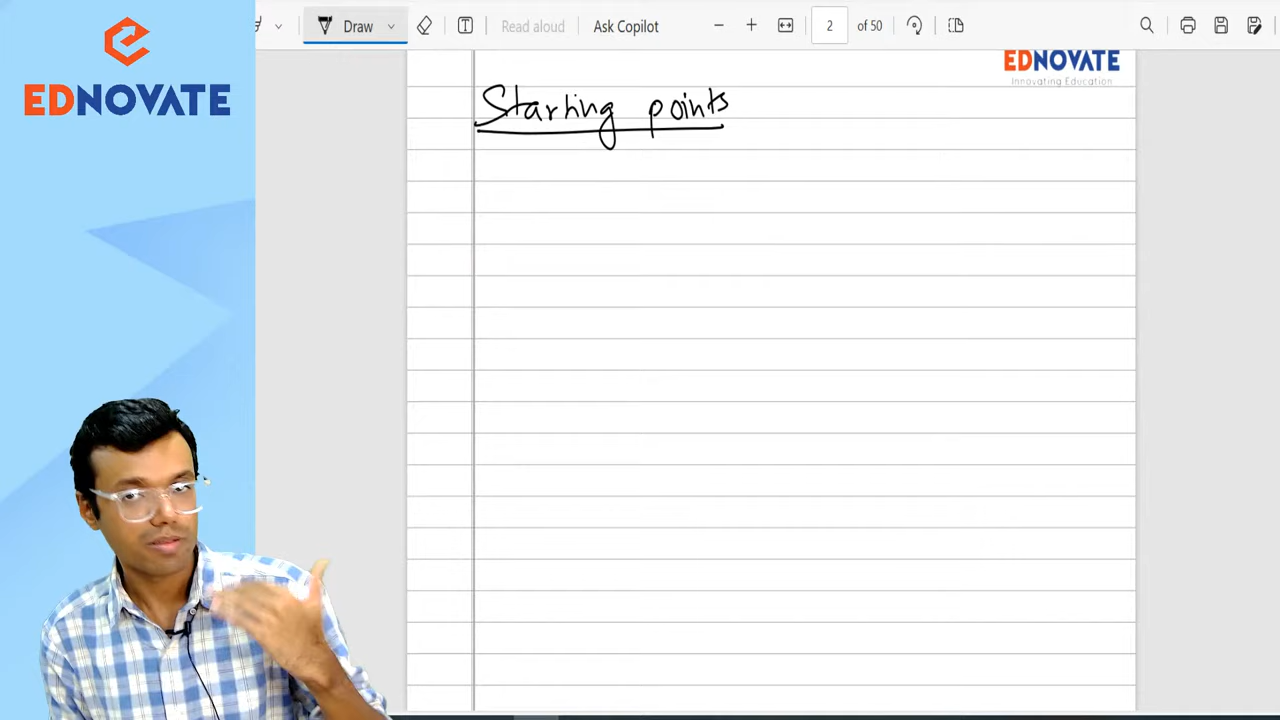 EDNOVATE
Draw
Read aloud
Ask Copilot
2 of 50
EDNOVATE
Innovating Education
Starting points